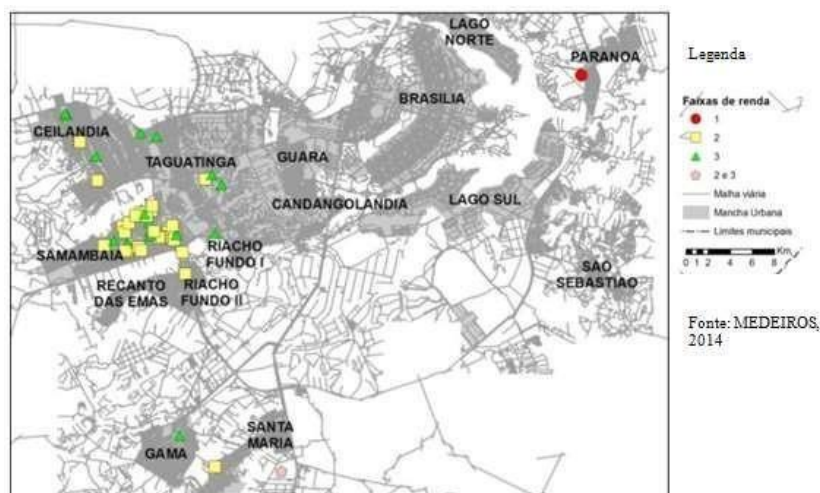 LAGO
NORTE
PARANOA
BRASILIA
CEILANDIA
TAGUATINGA
GUARA
CANDANGOLANDIA
LAGO SUL
SAMAMBAIA
RIACHO
FUNDO I
RECANTO
DAS EMAS
RIACHO
FUNDO II
SAO
SEBASTIAO
SANTA
MARIA
GAMA
Legenda
Faixas de renda
1
2
3
2 e 3
Malha viária
Mancha Urbana
Limites municipais
Km
0 1 2 4 6 8
Fonte: MEDEIROS,
2014